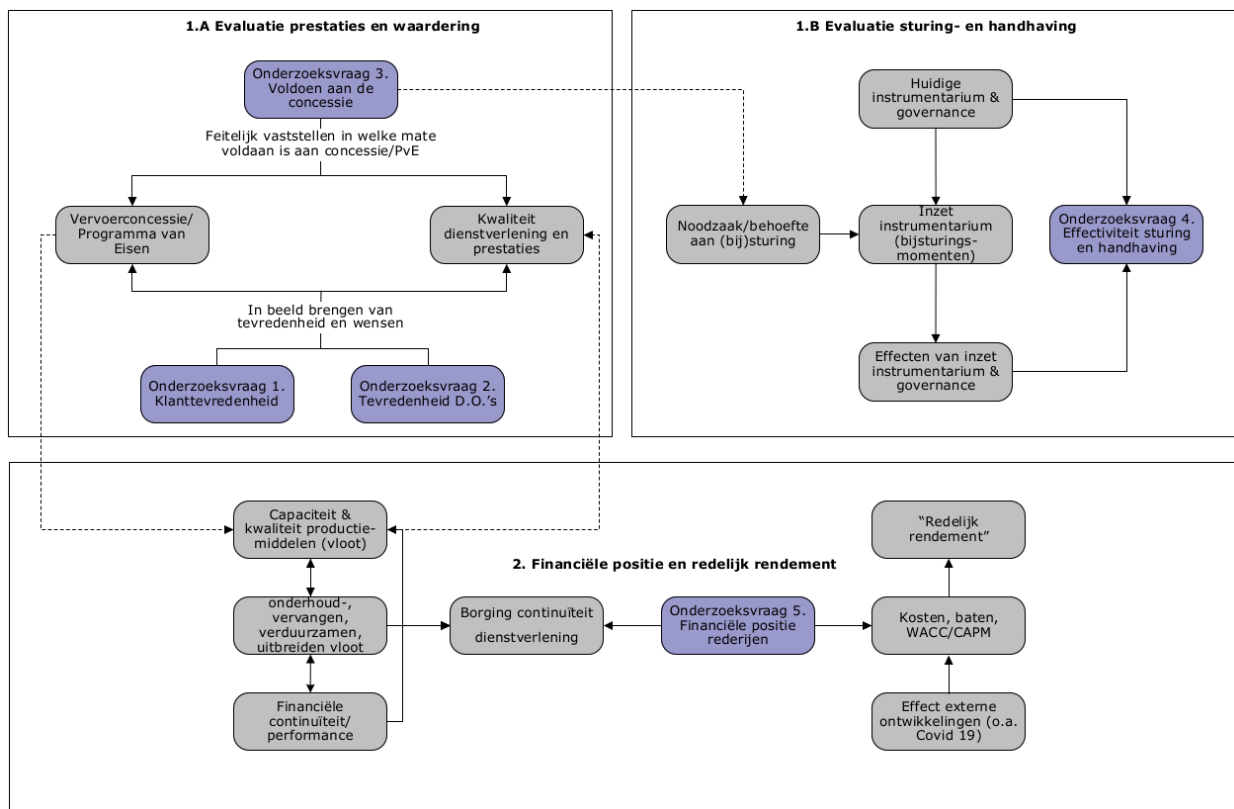 1.A Evaluatie prestaties en waardering
Onderzoeksvraag 3.
Voldoen aan de
concessie
Feitelijk vaststellen in welke mate
voldaan is aan concessie/PvE
Vervoerconcessie/
Programma van
Eisen
Kwaliteit
dienstverlening en
prestaties
In beeld brengen van
tevredenheid en wensen
Onderzoeksvraag 1.
Klanttevredenheid
Onderzoeksvraag 2.
Tevredenheid D.O.'s
1.B Evaluatie sturing- en handhaving
Huidige
instrumentarium &
governance
Noodzaak/behoefte
aan (bij)sturing
Inzet
instrumentarium
(bijsturings-
momenten)
Onderzoeksvraag 4.
Effectiviteit sturing
en handhaving
Effecten van inzet
instrumentarium &
governance
Capaciteit &
kwaliteit productie-
middelen (vloot)
"Redelijk
rendement"
2. Financiële positie en redelijk rendement
onderhoud-,
vervangen,
verduurzamen,
uitbreiden vloot
Borging continuïteit
dienstverlening
Onderzoeksvraag 5.
Financiële positie
rederijen
Kosten, baten,
WACC/CAPM
Financiële
continuïteit/
performance
Effect externe
ontwikkelingen (o.a.
Covid 19)